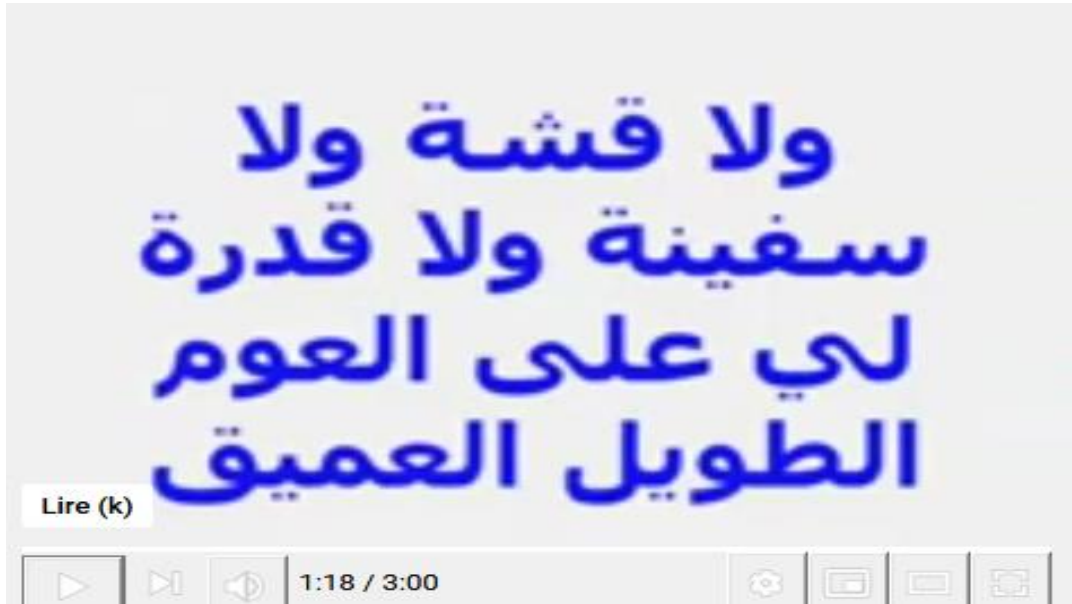 ولا قشة ولا
سفينة ولا قدرة
لي على العوم
الطويل العميق
Lire (k)
1:18 / 3:00